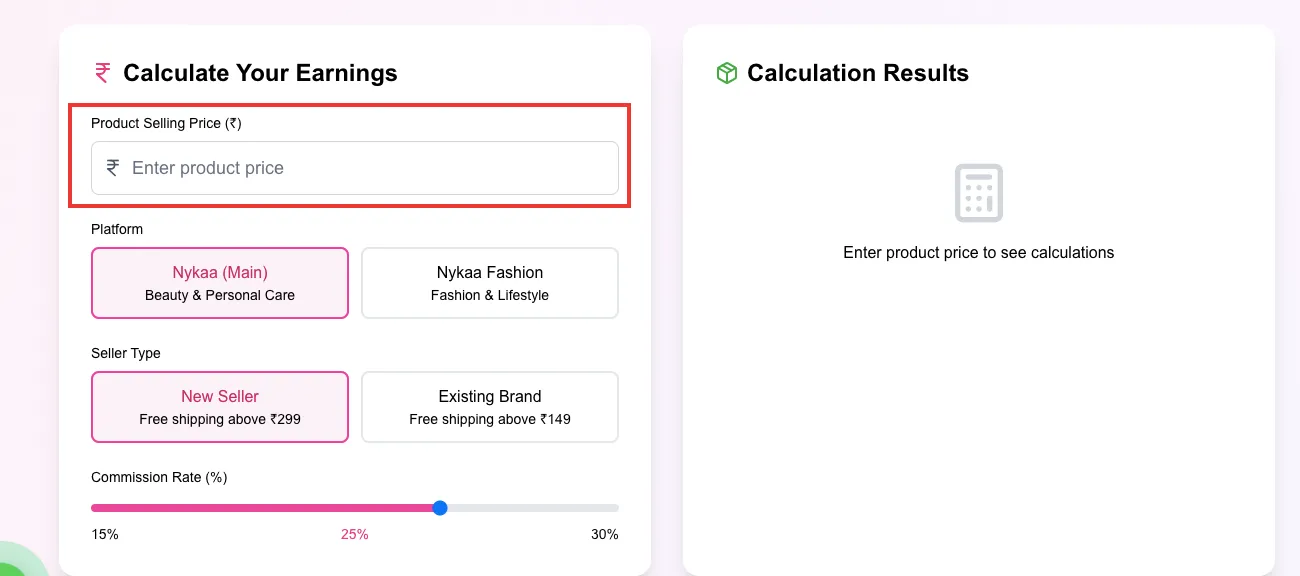 ₹ Calculate Your Earnings
Product Selling Price (₹)
₹ Enter product price
Platform
Nykaa (Main)
Beauty & Personal Care
Nykaa Fashion
Fashion & Lifestyle
Seller Type
New Seller
Free shipping above ₹299
Existing Brand
Free shipping above ₹149
Commission Rate (%)
15% 25% 30%
Calculation Results
Enter product price to see calculations